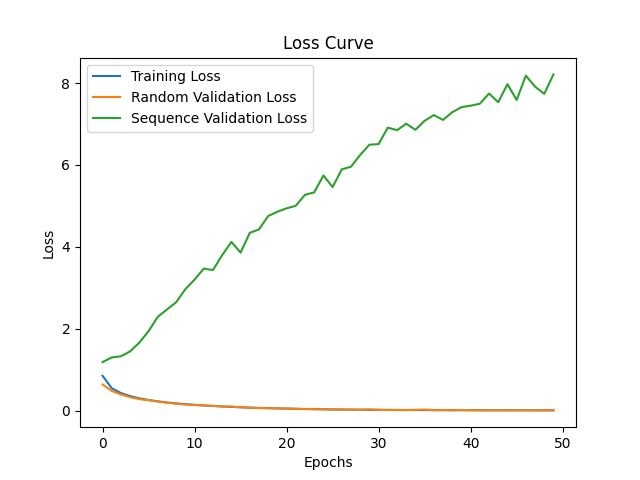 Loss Curve
Training Loss
Random Validation Loss
Sequence Validation Loss
8
6
4
2
0
Loss
0 10 20 30 40 50
Epochs